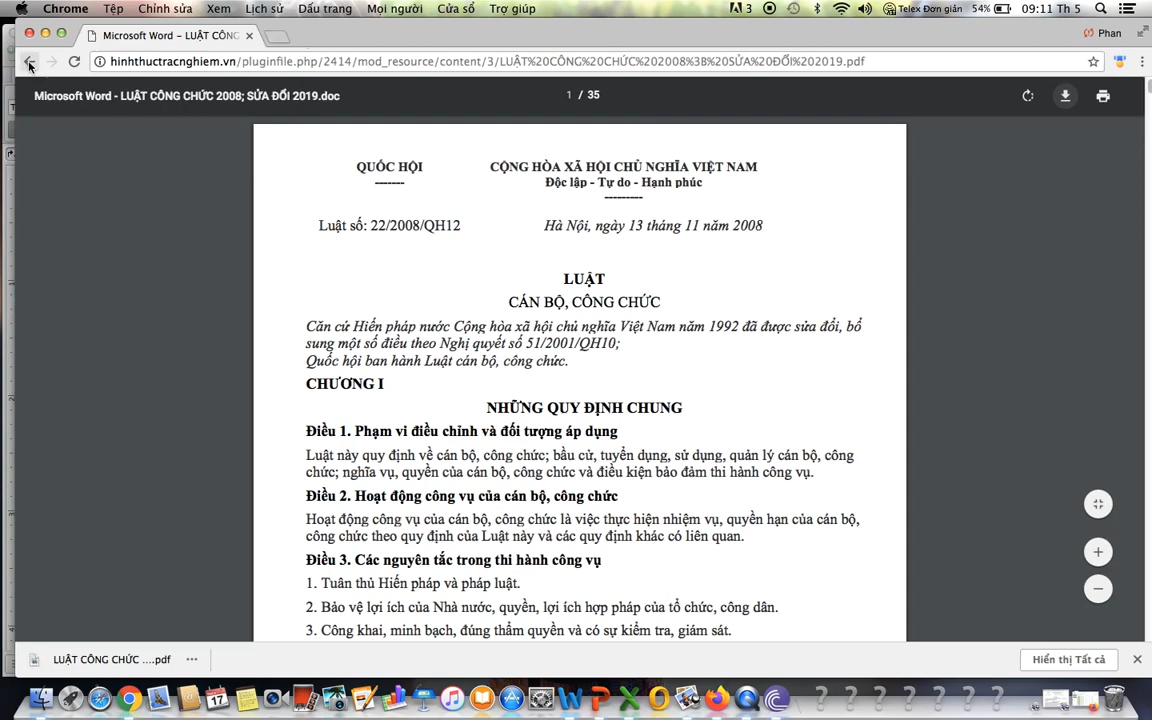 Chrome Tệp Chỉnh sửa Xem Lịch sử Dấu trang Mọi người Cửa sổ Trợ giúp 3 Telex Đơn giản 54% 09:11 Th 5
Microsoft Word - LUẬT CÔNG Phan
hinhthuctracnghiem.vn/pluginfile.php/2414/mod_resource/content/3/LUẬT%20CÔNG%20CHỨC%202008%3B%20SỬA%20ĐỔI%202019.pdf
Microsoft Word - LUẬT CÔNG CHỨC 2008; SỬA ĐỔI 2019.doc 1 / 35
QUỐC HỘI CỘNG HÒA XÃ HỘI CHỦ NGHĨA VIỆT NAM
------- Độc lập - Tự do - Hạnh phúc
---------
Luật số: 22/2008/QH12 Hà Nội, ngày 13 tháng 11 năm 2008
LUẬT
CÁN BỘ, CÔNG CHỨC
Căn cứ Hiến pháp nước Cộng hòa xã hội chủ nghĩa Việt Nam năm 1992 đã được sửa đổi, bổ
sung một số điều theo Nghị quyết số 51/2001/QH10;
Quốc hội ban hành Luật cán bộ, công chức.
CHƯƠNG I
NHỮNG QUY ĐỊNH CHUNG
Điều 1. Phạm vi điều chỉnh và đối tượng áp dụng
Luật này quy định về cán bộ, công chức; bầu cử, tuyển dụng, sử dụng, quản lý cán bộ, công
chức; nghĩa vụ, quyền của cán bộ, công chức và điều kiện bảo đảm thi hành công vụ.
Điều 2. Hoạt động công vụ của cán bộ, công chức
Hoạt động công vụ của cán bộ, công chức là việc thực hiện nhiệm vụ, quyền hạn của cán bộ,
công chức theo quy định của Luật này và các quy định khác có liên quan.
Điều 3. Các nguyên tắc trong thi hành công vụ
1. Tuân thủ Hiến pháp và pháp luật.
2. Bảo vệ lợi ích của Nhà nước, quyền, lợi ích hợp pháp của tổ chức, công dân.
3. Công khai, minh bạch, đúng thẩm quyền và có sự kiểm tra, giám sát.
LUẬT CÔNG CHỨC ....pdf Hiển thị Tất cả
17